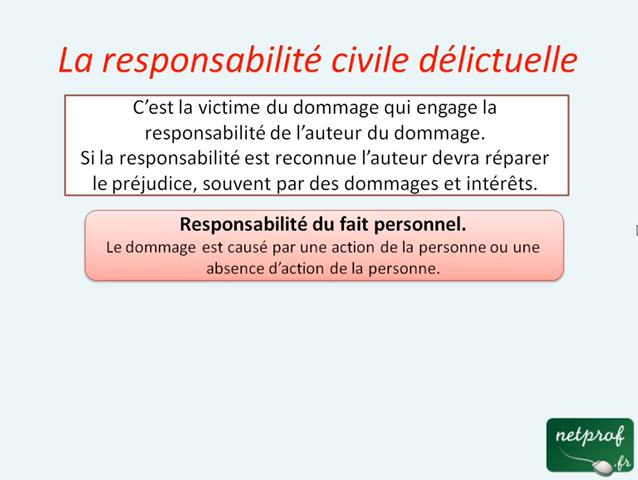 La responsabilité civile délictuelle
C’est la victime du dommage qui engage la
responsabilité de l’auteur du dommage.
Si la responsabilité est reconnue l’auteur devra réparer
le préjudice, souvent par des dommages et intérêts.
Responsabilité du fait personnel.
Le dommage est causé par une action de la personne ou une
absence d’action de la personne.
netprof
.fr